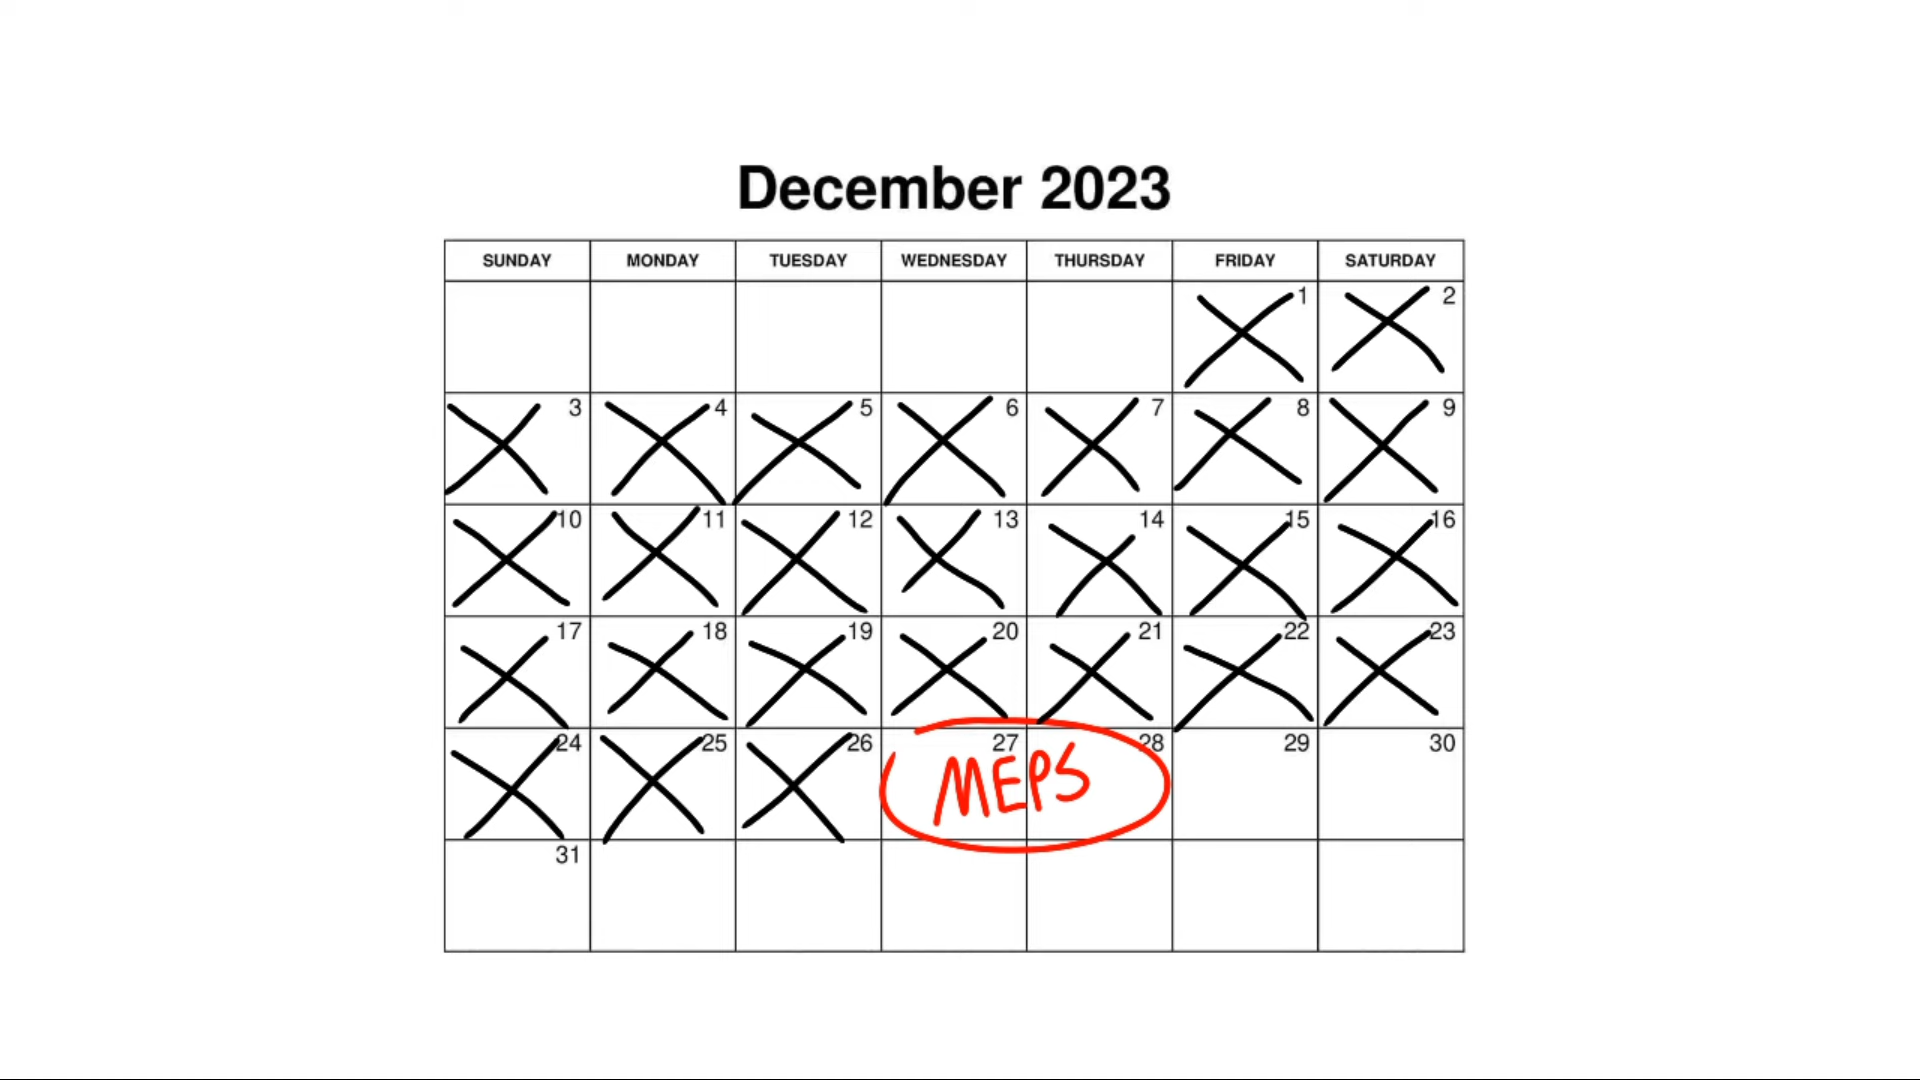 December 2023
SUNDAY MONDAY TUESDAY WEDNESDAY THURSDAY FRIDAY SATURDAY
1 2
3 4 5 6 7 8 9
10 11 12 13 14 15 16
17 18 19 20 21 22 23
24 25 26 27 28 29 30
MEPS
31